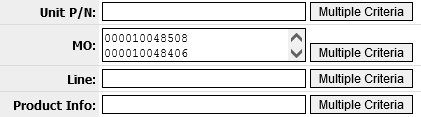 Unit P/N: Multiple Criteria
MO: 000010048508
000010048406 Multiple Criteria
Line: Multiple Criteria
Product Info: Multiple Criteria